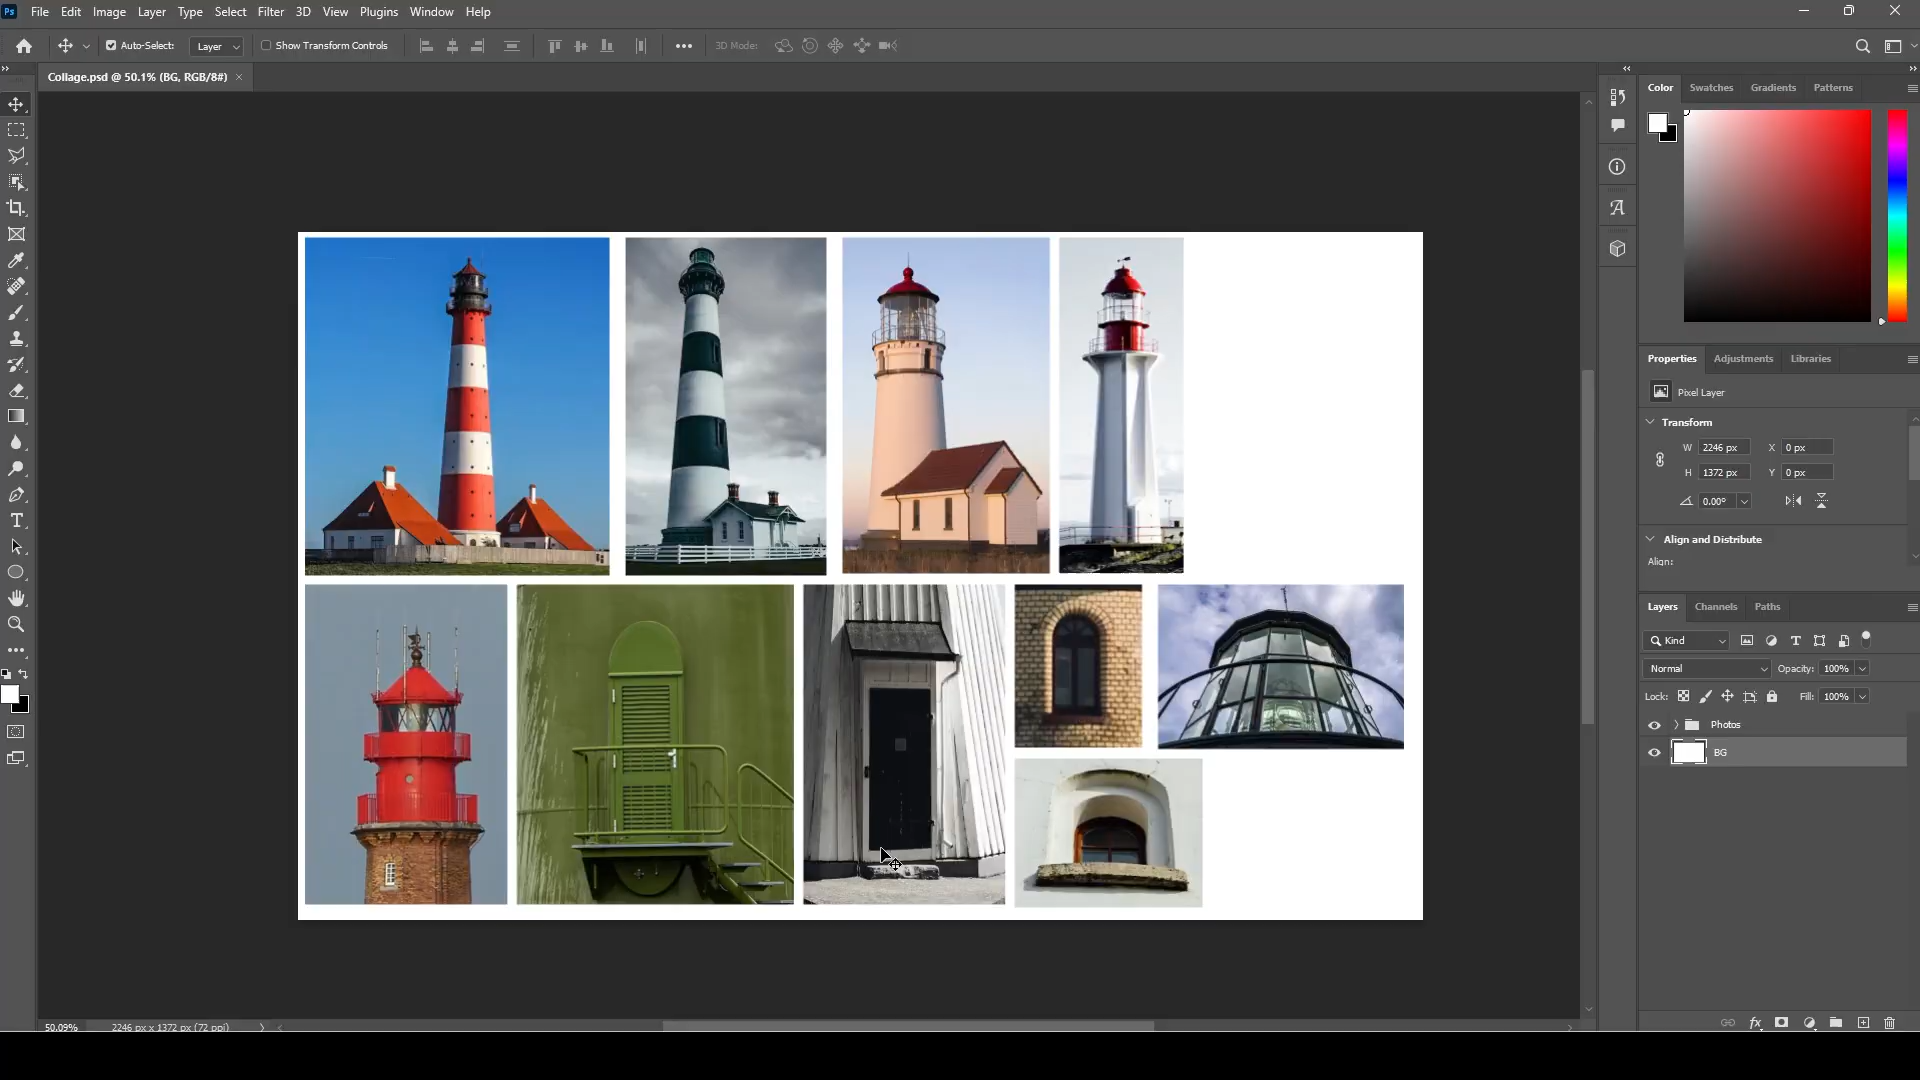 Ps File Edit Image Layer Type Select Filter 3D View Plugins Window Help
Auto-Select: Layer Show Transform Controls 3D Mode:
Collage.psd @ 50.1% (BG, RGB/8#)
Color Swatches Gradients Patterns
Properties Adjustments Libraries
Pixel Layer
Transform
W 2246 px X 0 px
H 1372 px Y 0 px
0.00°
Align and Distribute
Align:
Layers Channels Paths
Kind
Normal Opacity: 100%
Lock: Fill: 100%
Photos
BG
50.09% 2246 px x 1372 px (72 ppi)